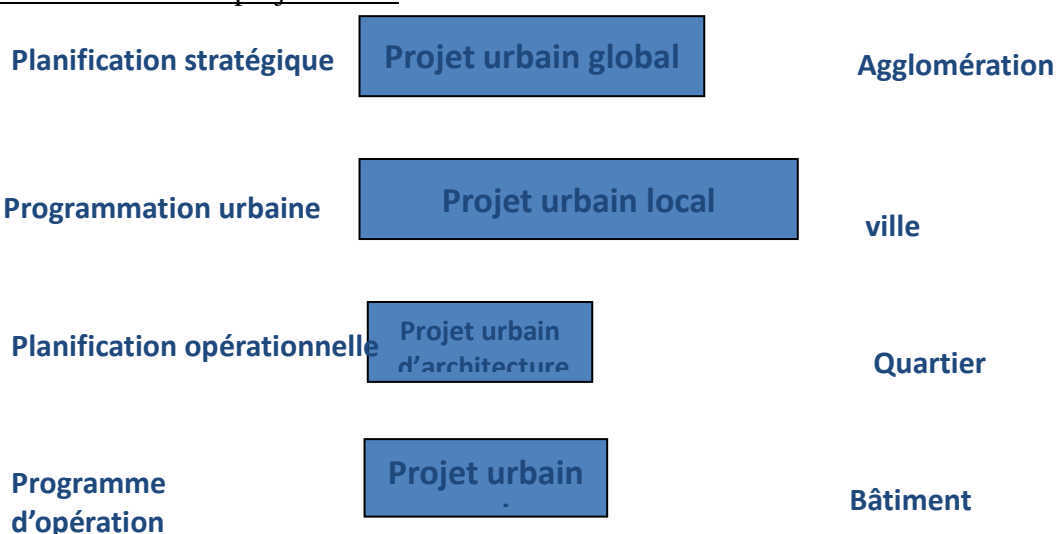 Planification stratégique
Projet urbain global
Agglomération
Programmation urbaine
Projet urbain local
ville
Planification opérationnelle
Projet urbain
d’architecture
Quartier
Programme
d’opération
Projet urbain
Bâtiment